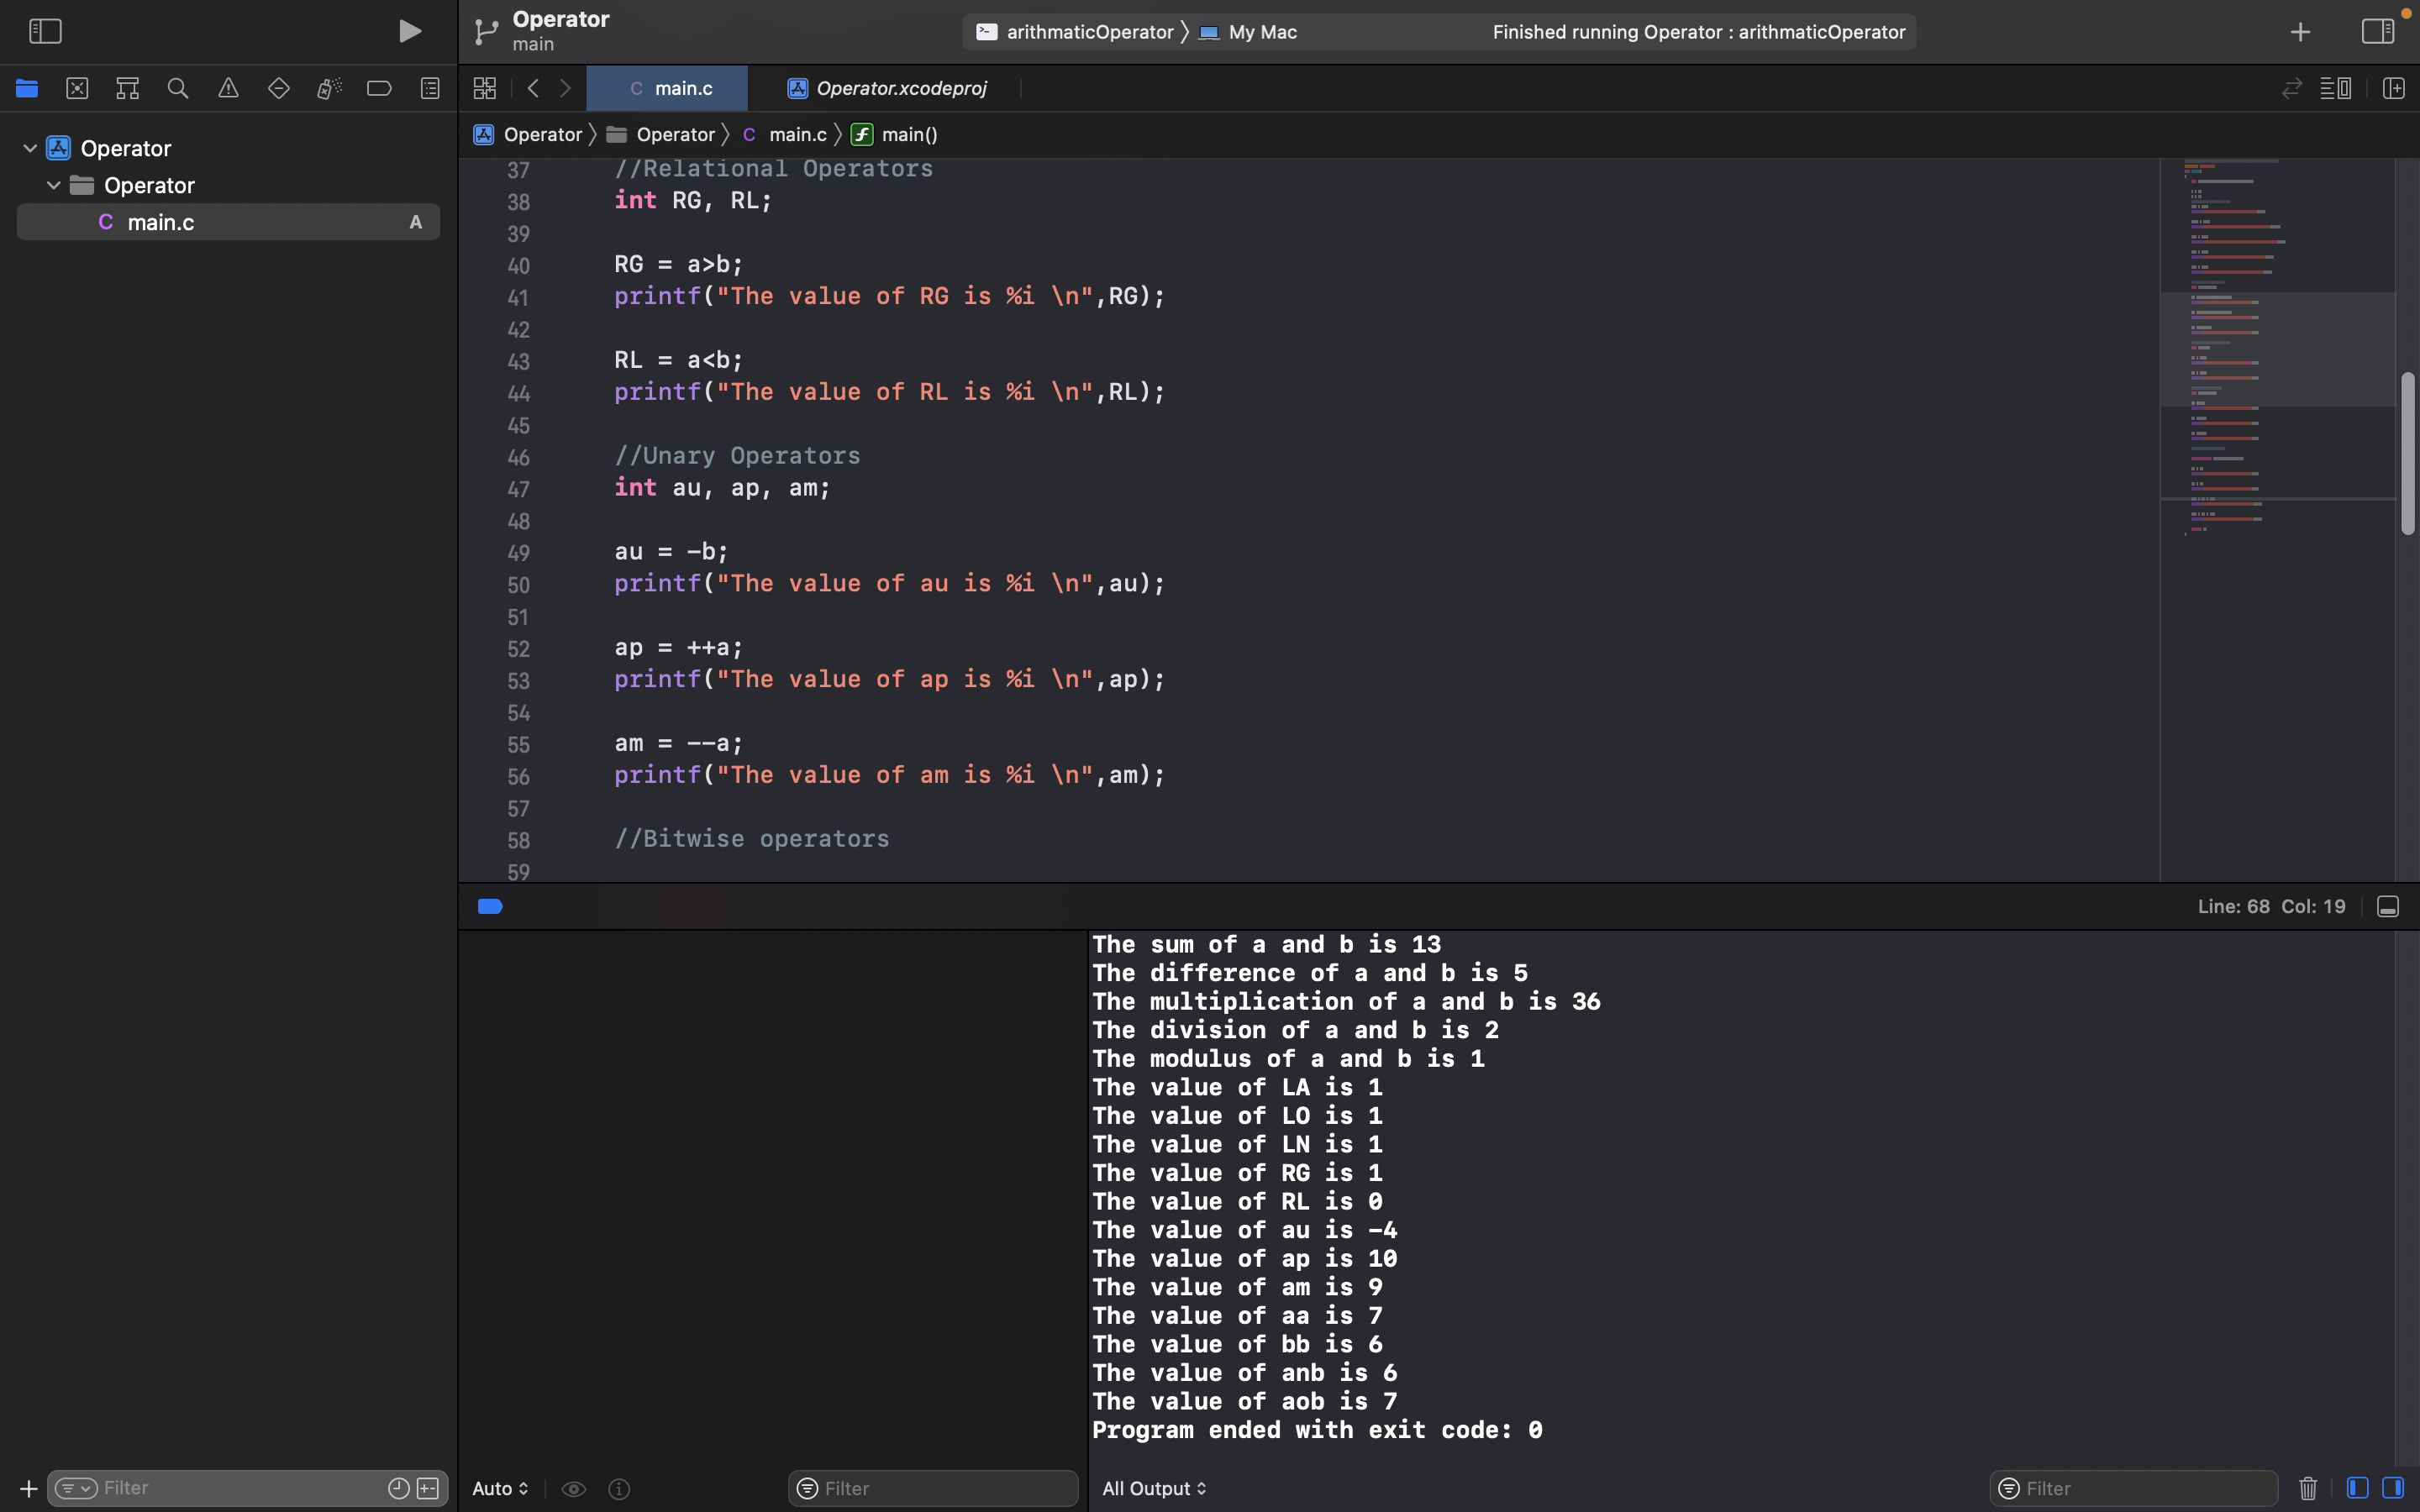 Operator
main
arithmaticOperator 〉 My Mac
Finished running Operator : arithmaticOperator
main.c
Operator.xcodeproj
Operator 〉 Operator 〉 C main.c 〉 f main()
Operator
Operator
C main.c A
37 //Relational Operators
38 int RG, RL;
39
40 RG = a>b;
41 printf("The value of RG is %i \n",RG);
42
43 RL = a<b;
44 printf("The value of RL is %i \n",RL);
45
46 //Unary Operators
47 int au, ap, am;
48
49 au = -b;
50 printf("The value of au is %i \n",au);
51
52 ap = ++a;
53 printf("The value of ap is %i \n",ap);
54
55 am = --a;
56 printf("The value of am is %i \n",am);
57
58 //Bitwise operators
59
Line: 68 Col: 19
The sum of a and b is 13
The difference of a and b is 5
The multiplication of a and b is 36
The division of a and b is 2
The modulus of a and b is 1
The value of LA is 1
The value of LO is 1
The value of LN is 1
The value of RG is 1
The value of RL is 0
The value of au is -4
The value of ap is 10
The value of am is 9
The value of aa is 7
The value of bb is 6
The value of anb is 6
The value of aob is 7
Program ended with exit code: 0
Filter
Auto
Filter
All Output
Filter